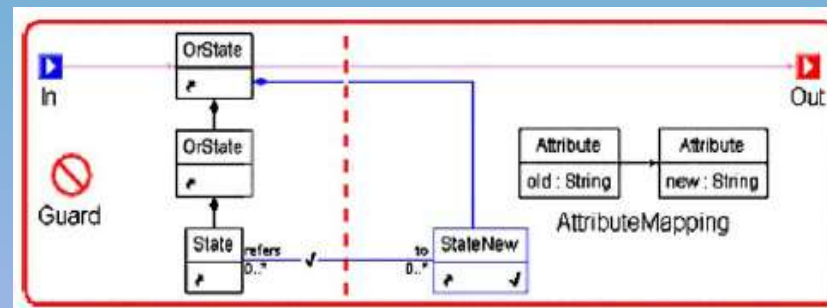 OrState
In
Out
OrState
Guard
Attribute
old : String
Attribute
new : String
AttributeMapping
State
refers
0..*
to
0..*
StateNew